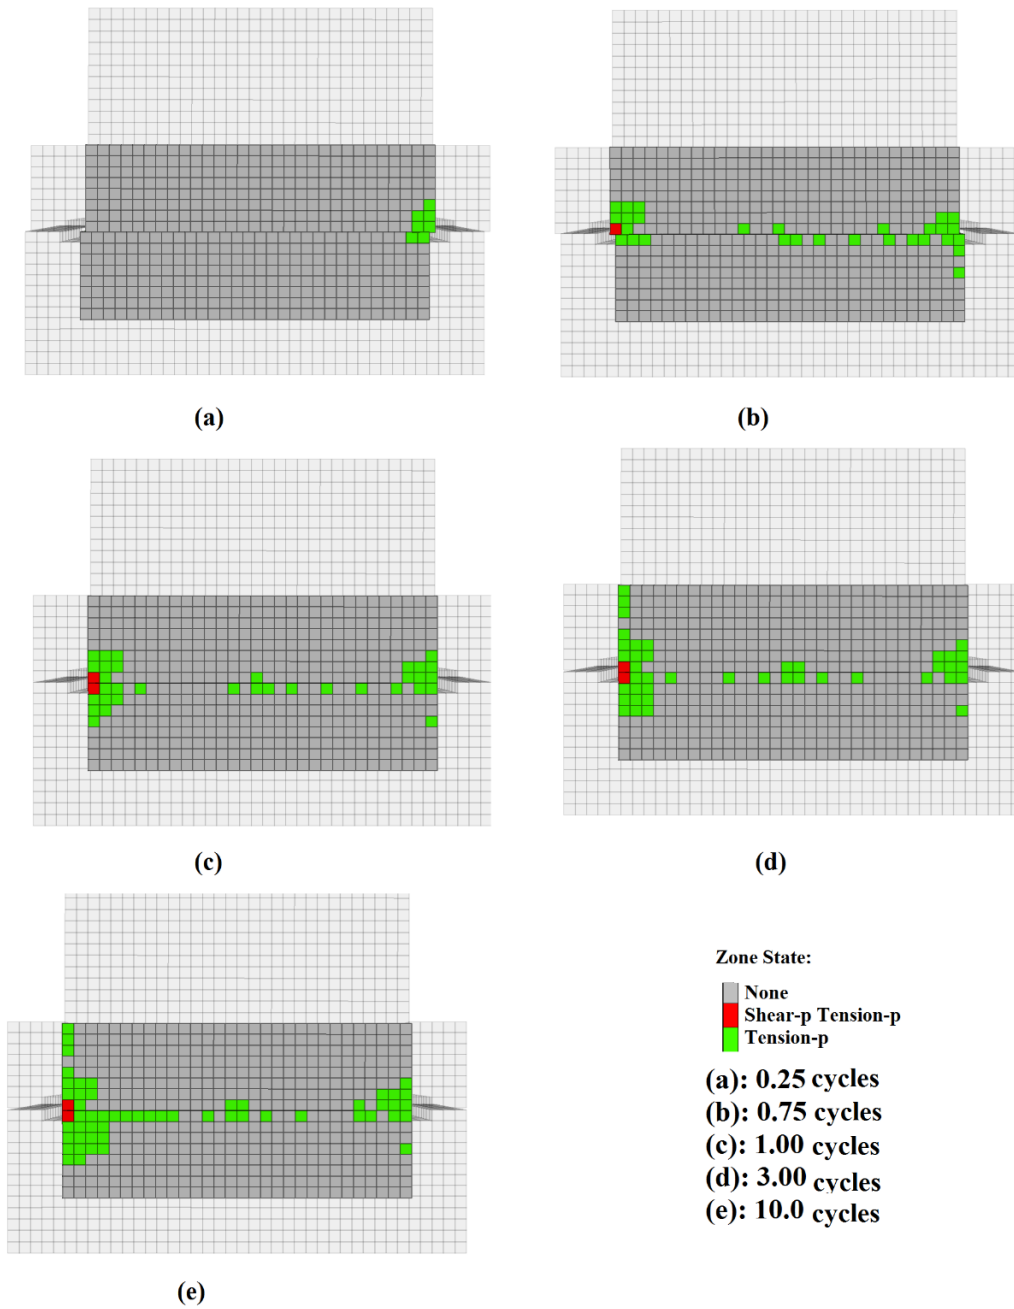 (a)
(b)
(c)
(d)
(e)
Zone State:
None
Shear-p Tension-p
Tension-p
(a): 0.25 cycles
(b): 0.75 cycles
(c): 1.00 cycles
(d): 3.00 cycles
(e): 10.0 cycles